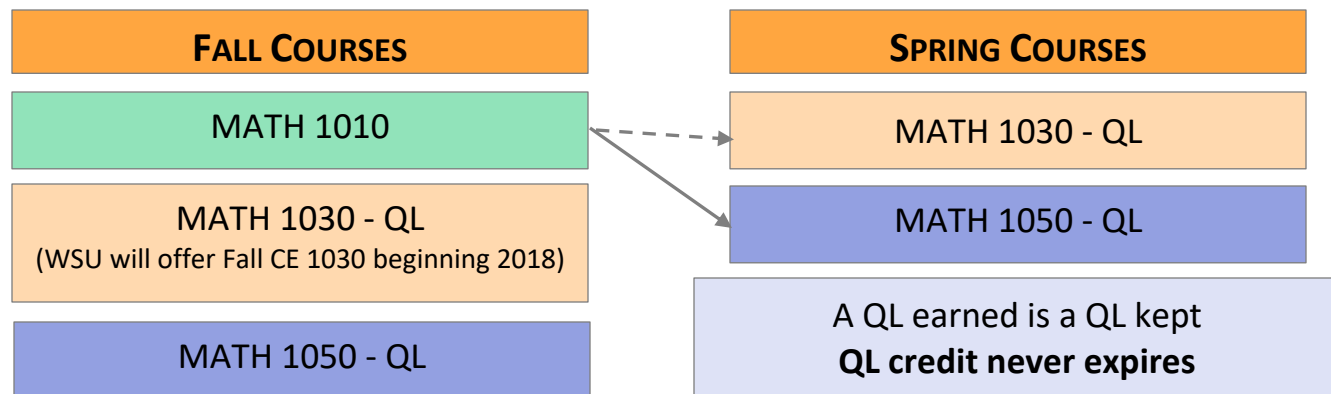 FALL COURSES
MATH 1010
MATH 1030 - QL
(WSU will offer Fall CE 1030 beginning 2018)
MATH 1050 - QL
SPRING COURSES
MATH 1030 - QL
MATH 1050 - QL
A QL earned is a QL kept
QL credit never expires